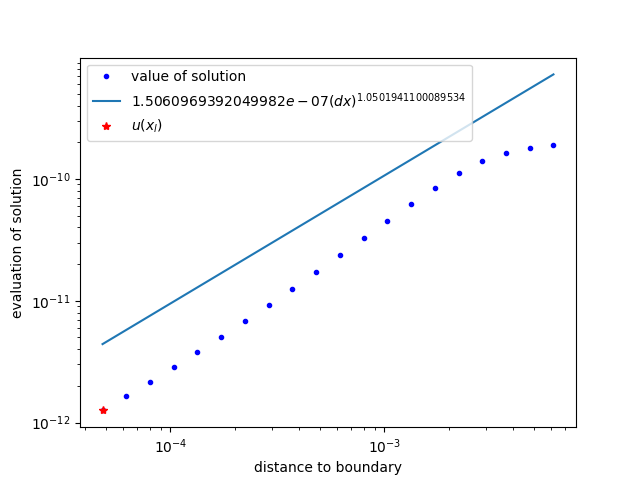 value of solution
1.5060969392049982e − 07(dx)^1.0501941100089534
u(x_l)
10^−10
10^−11
10^−12
evaluation of solution
10^−4
10^−3
distance to boundary